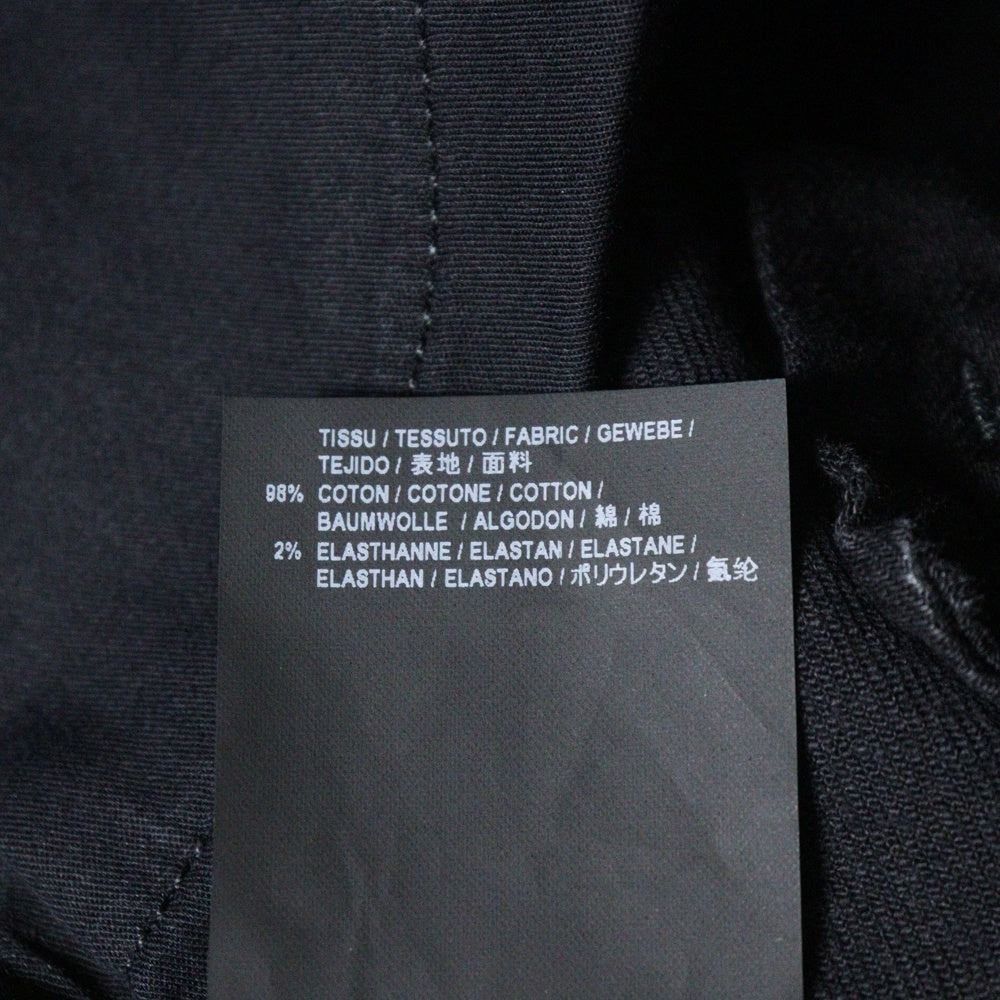 TISSU / TESSUTO / FABRIC / GEWEBE /
TEJIDO / 表地 / 面料
98% COTON / COTONE / COTTON /
BAUMWOLLE / ALGODON / 綿 / 棉
2% ELASTHANNE / ELASTAN / ELASTANE /
ELASTHAN / ELASTANO / ポリウレタン / 氨纶